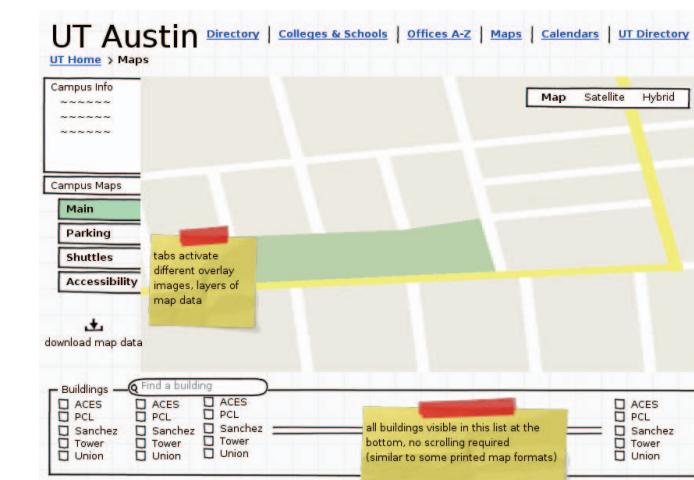 UT Austin Directory | Colleges & Schools | Offices A-Z | Maps | Calendars | UT Directory
UT Home > Maps
Campus Info
~~~~~~
~~~~~~
~~~~~~
Map Satellite Hybrid
Campus Maps
Main
Parking
Shuttles
Accessibility
tabs activate
different overlay
images, layers of
map data
download map data
Buildings
Find a building
ACES
PCL
Sanchez
Tower
Union
ACES
PCL
Sanchez
Tower
Union
ACES
PCL
Sanchez
Tower
Union
all buildings visible in this list at the
bottom, no scrolling required
(similar to some printed map formats)
ACES
PCL
Sanchez
Tower
Union